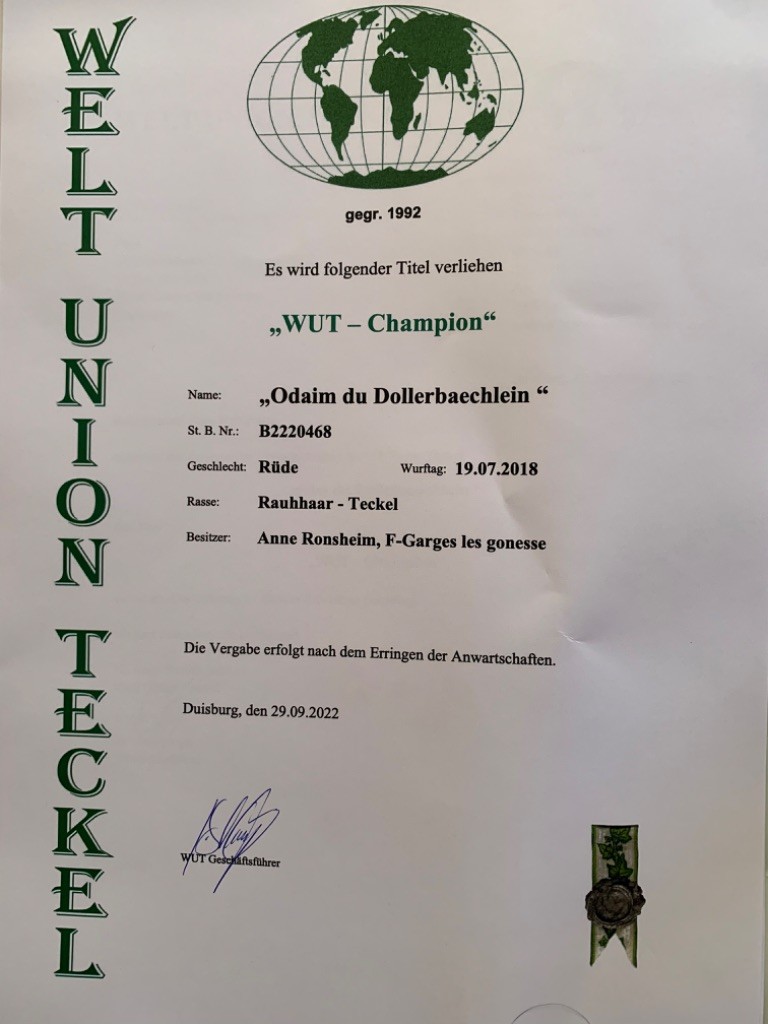 WELT UNION TECKEL
gegr. 1992
Es wird folgender Titel verliehen
„WUT – Champion“
Name: „Odaim du Dollerbaechlein “
St. B. Nr.: B2220468
Geschlecht: Rüde Wurftag: 19.07.2018
Rasse: Rauhhaar - Teckel
Besitzer: Anne Ronsheim, F-Garges les gonesse
Die Vergabe erfolgt nach dem Erringen der Anwartschaften.
Duisburg, den 29.09.2022
WUT Geschäftsführer